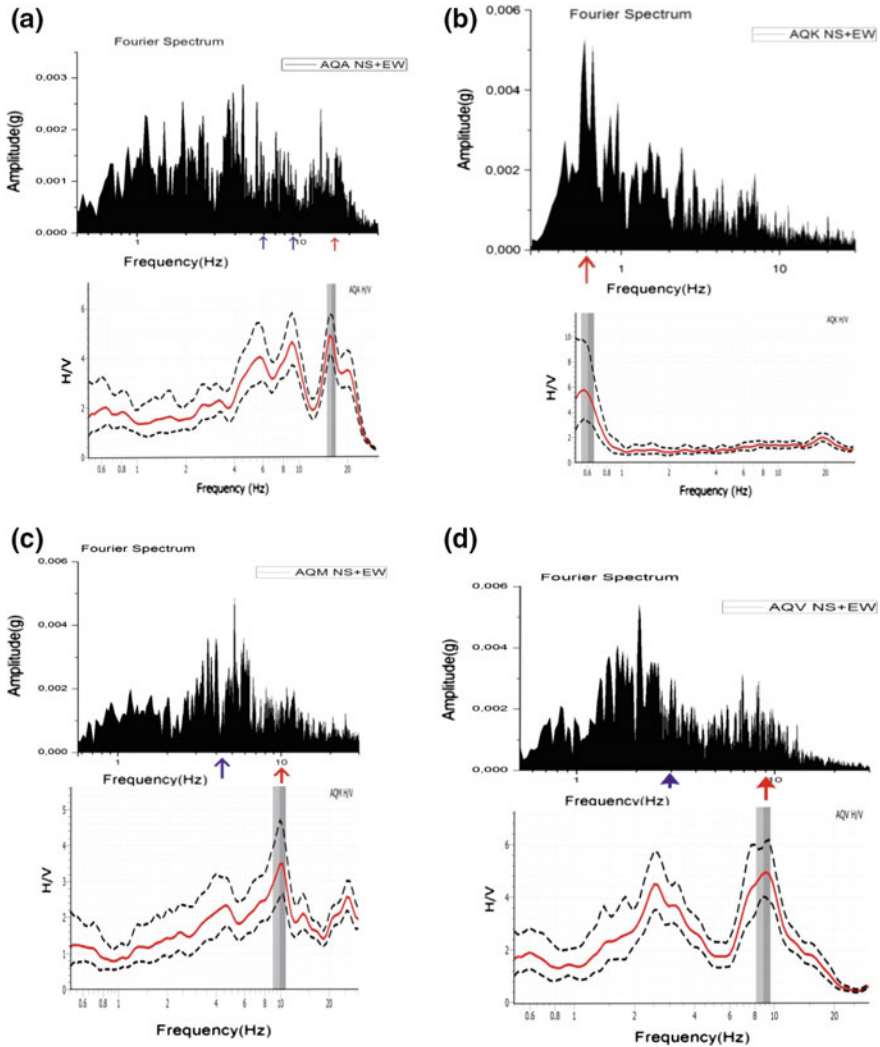 (a)
Fourier Spectrum
AQA NS+EW
0,003
0,002
0,001
0,000
Amplitude(g)
1
10
Frequency(Hz)
AQA H/V
6
4
2
0
H/V
0.6 0.8 1 2 4 6 8 10 20
Frequency (Hz)
(b)
Fourier Spectrum
AQK NS+EW
0,006
0,004
0,002
0,000
Amplitude(g)
1
10
Frequency(Hz)
AQK H/V
10
8
6
4
2
0
H/V
0.6 0.8 1 2 4 6 8 10 20
Frequency (Hz)
(c)
Fourier Spectrum
AQM NS+EW
0,006
0,004
0,002
0,000
Amplitude(g)
1
10
Frequency(Hz)
AQM H/V
5
4
3
2
1
0
H/V
0.6 0.8 1 2 4 6 8 10 20
Frequency(Hz)
(d)
Fourier Spectrum
AQV NS+EW
0,006
0,004
0,002
0,000
Amplitude(g)
1
10
Frequency(Hz)
AQV H/V
6
4
2
0
H/V
0.6 0.8 1 2 4 6 8 10 20
Frequency(Hz)